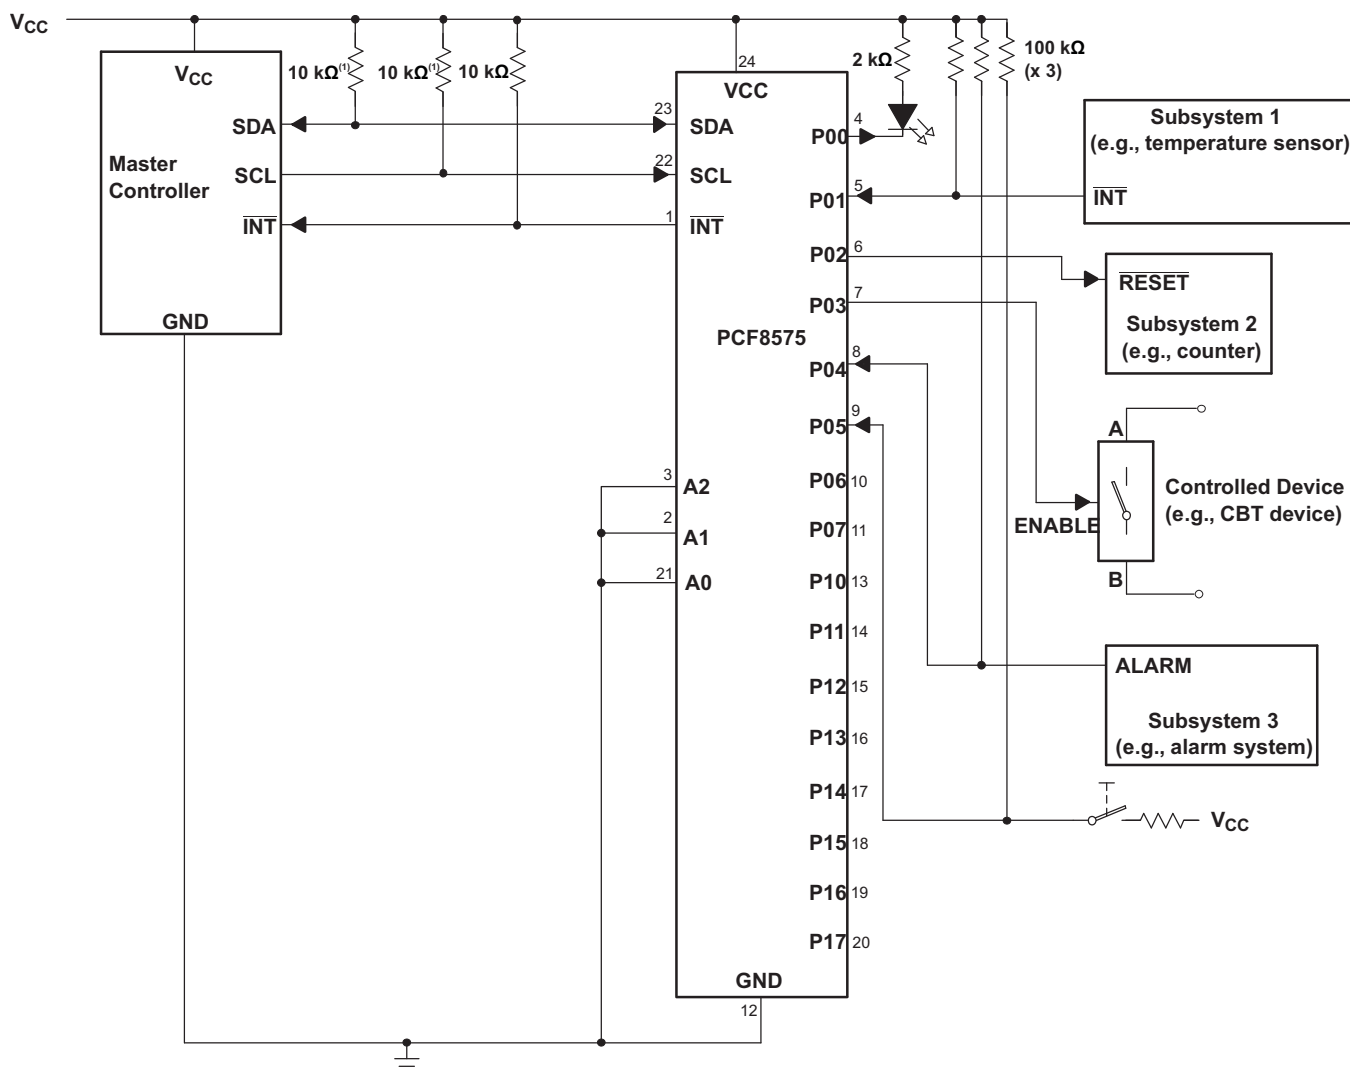 VCC
VCC
SDA
Master
Controller
SCL
INT
GND
10 kΩ(1)
10 kΩ(1)
10 kΩ
24
VCC
23
SDA
22
SCL
1
INT
PCF8575
3
A2
2
A1
21
A0
GND
12
P00
4
P01
5
P02
6
P03
7
P04
8
P05
9
P06 10
P07 11
P10 13
P11 14
P12 15
P13 16
P14 17
P15 18
P16 19
P17 20
2 kΩ
100 kΩ
(x 3)
Subsystem 1
(e.g., temperature sensor)
INT
RESET
Subsystem 2
(e.g., counter)
A
Controlled Device
(e.g., CBT device)
ENABLE
B
ALARM
Subsystem 3
(e.g., alarm system)
VCC